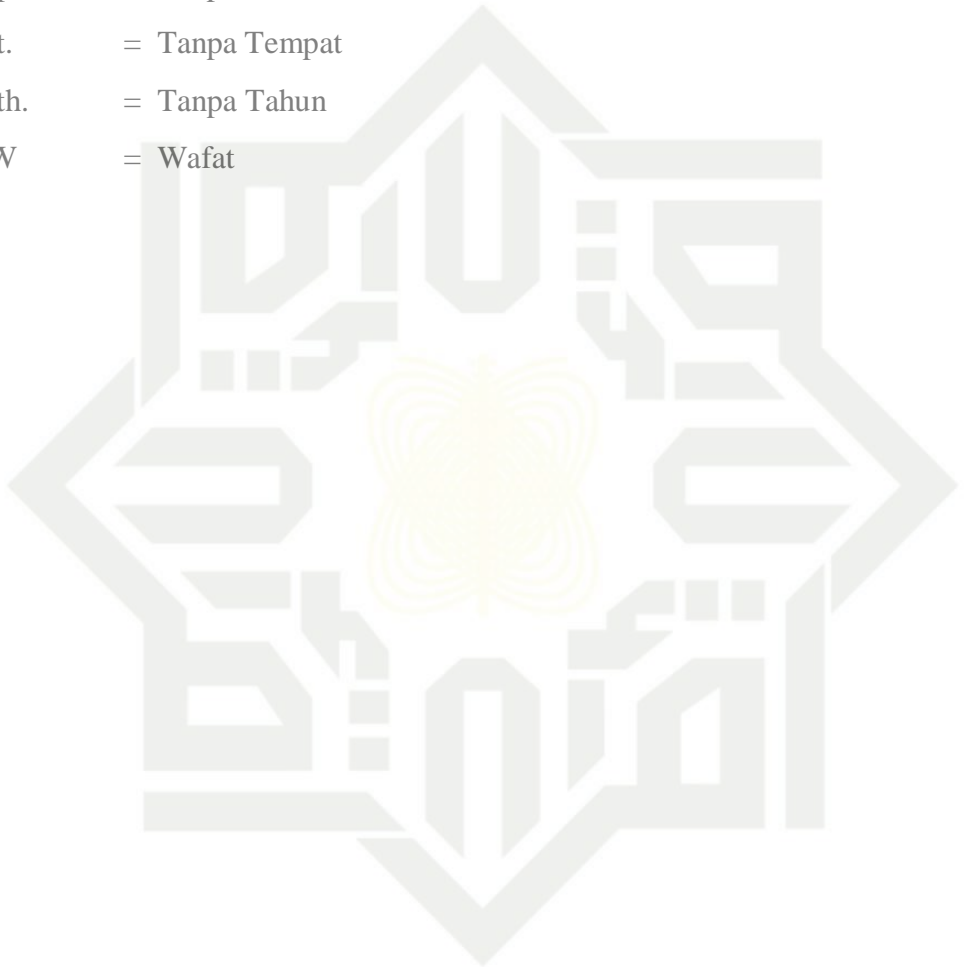 t. = Tanpa Tempat
th. = Tanpa Tahun
W = Wafat